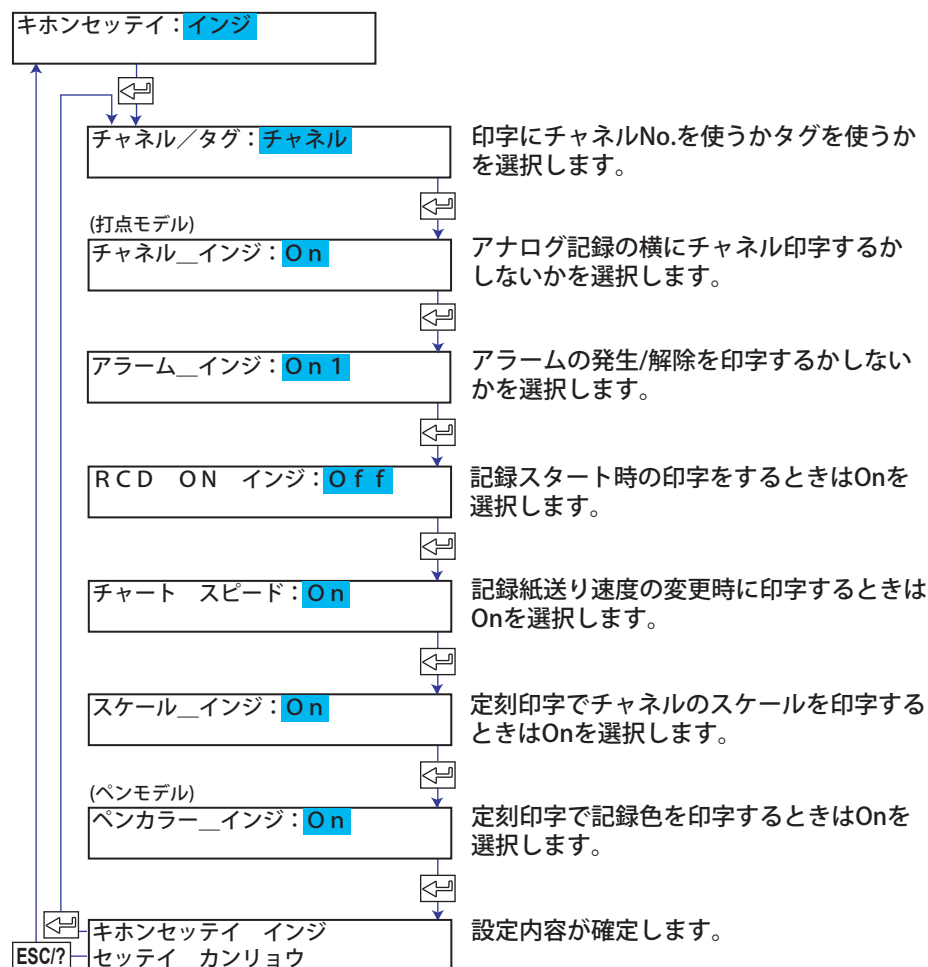 キホンセッテイ：インジ
チャネル／タグ：チャネル
印字にチャネルNo.を使うかタグを使うか
を選択します。
(打点モデル)
チャネル＿インジ：Ｏｎ
アナログ記録の横にチャネル印字するか
しないかを選択します。
アラーム＿インジ：Ｏｎ１
アラームの発生/解除を印字するかしない
かを選択します。
ＲＣＤ　ＯＮ　インジ：Ｏｆｆ
記録スタート時の印字をするときはOnを
選択します。
チャート　スピード：Ｏｎ
記録紙送り速度の変更時に印字するときは
Onを選択します。
スケール＿インジ：Ｏｎ
定刻印字でチャネルのスケールを印字する
ときはOnを選択します。
(ペンモデル)
ペンカラー＿インジ：Ｏｎ
定刻印字で記録色を印字するときはOnを
選択します。
キホンセッテイ　インジ
セッテイ　カンリョウ
設定内容が確定します。
ESC/?